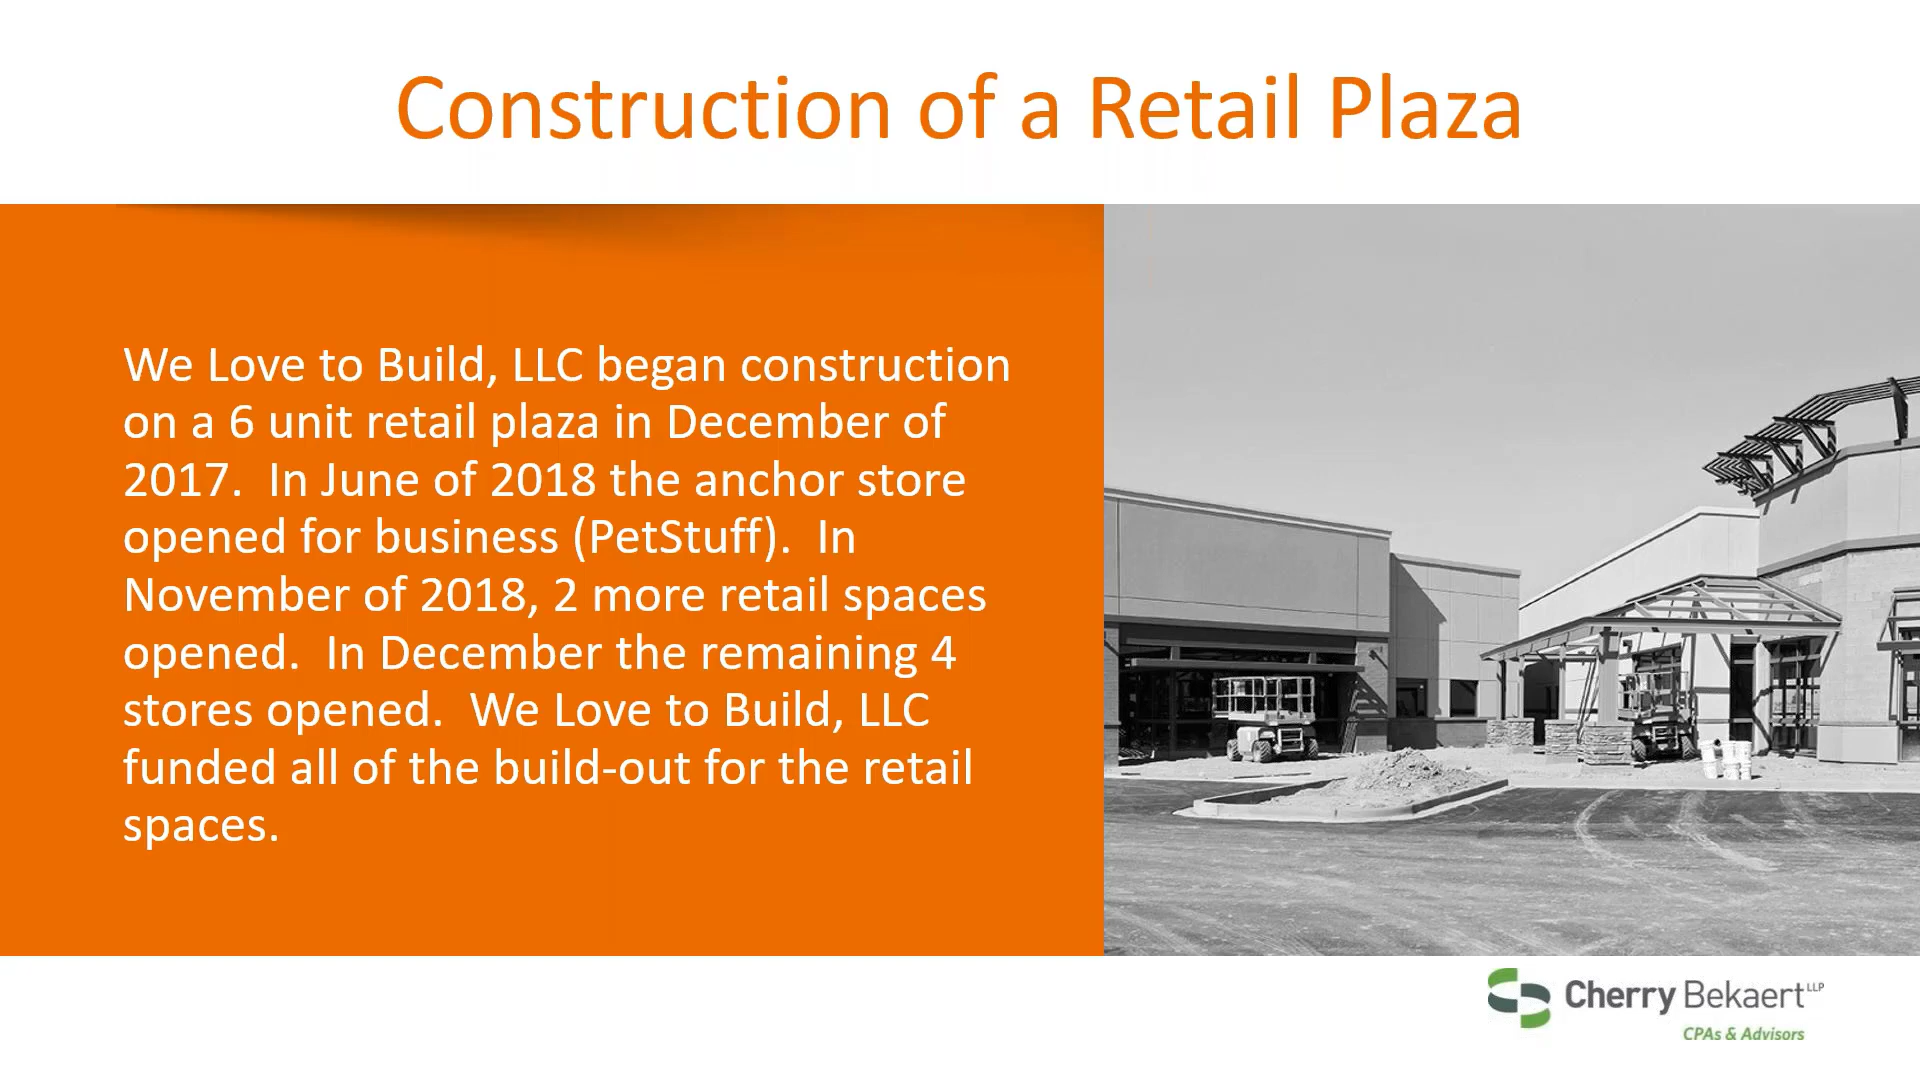 Construction of a Retail Plaza
We Love to Build, LLC began construction
on a 6 unit retail plaza in December of
2017.  In June of 2018 the anchor store
opened for business (PetStuff).  In
November of 2018, 2 more retail spaces
opened.  In December the remaining 4
stores opened.  We Love to Build, LLC
funded all of the build-out for the retail
spaces.
Cherry Bekaert LLP
CPAs & Advisors